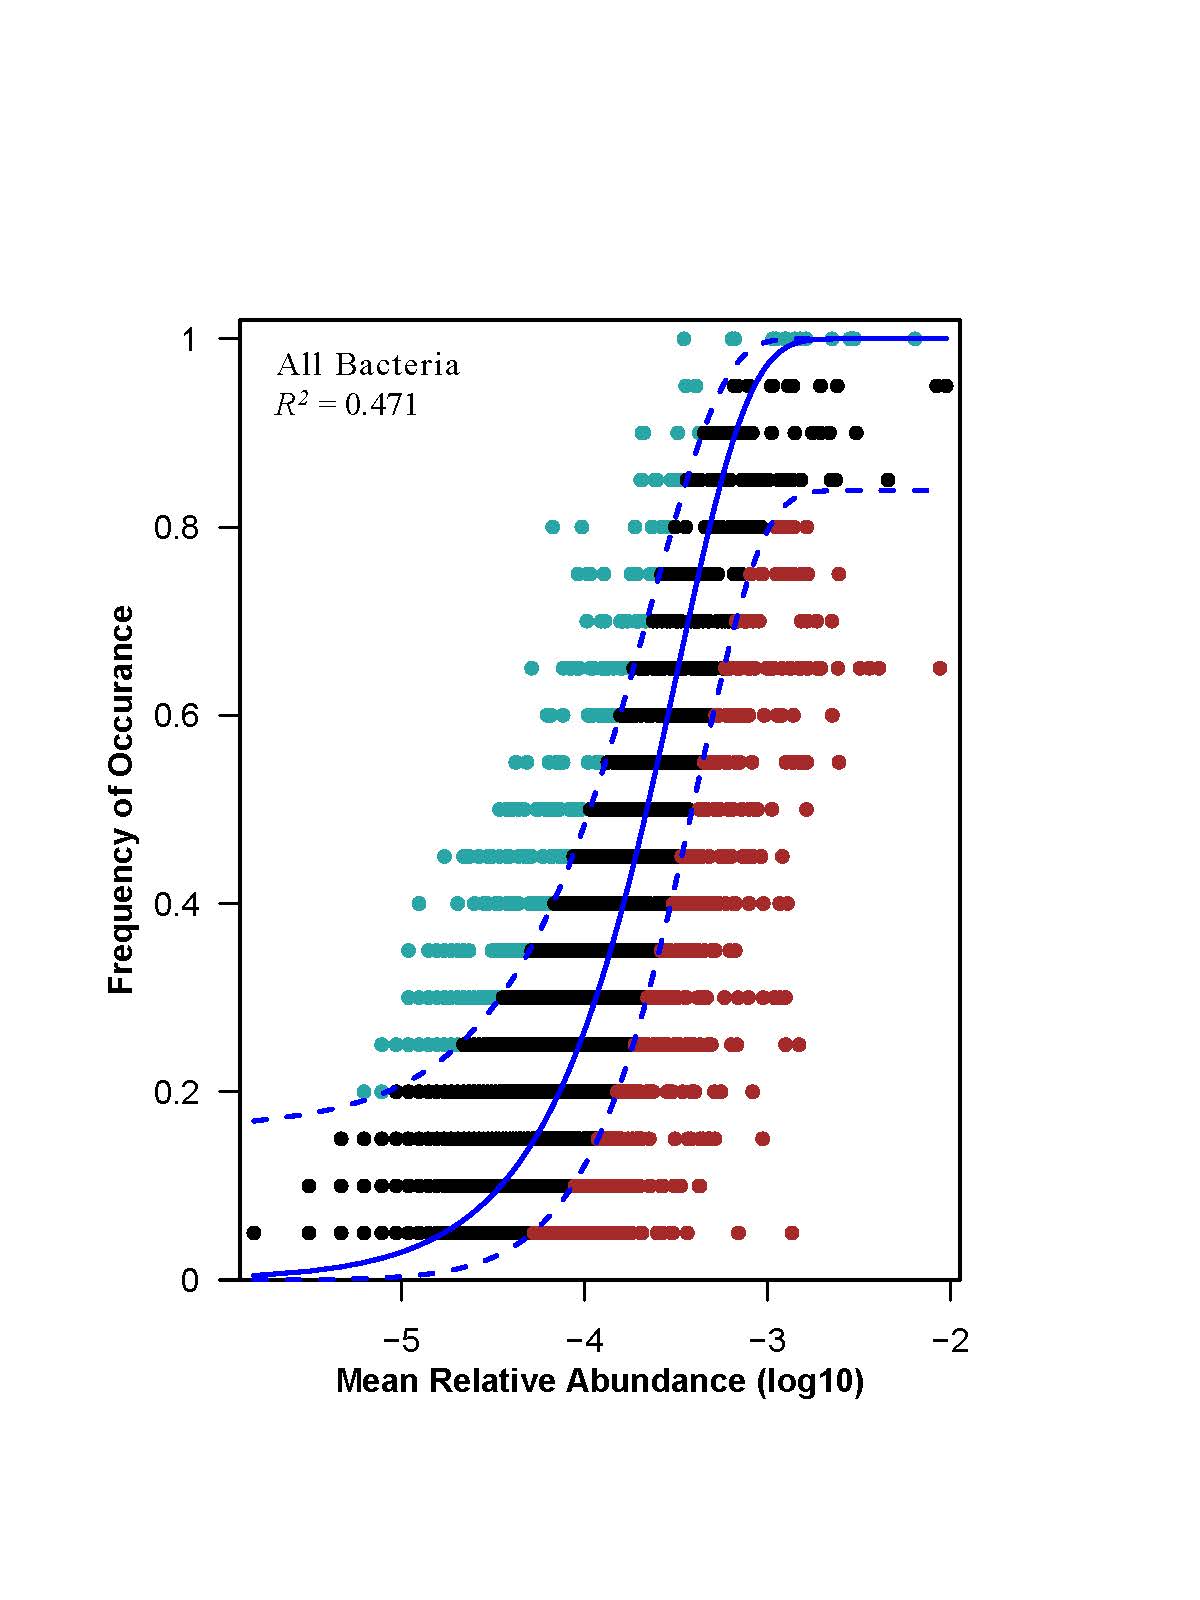 All Bacteria
R² = 0.471
1
0.8
0.6
0.4
0.2
0
Frequency of Occurance
−5 −4 −3 −2
Mean Relative Abundance (log10)